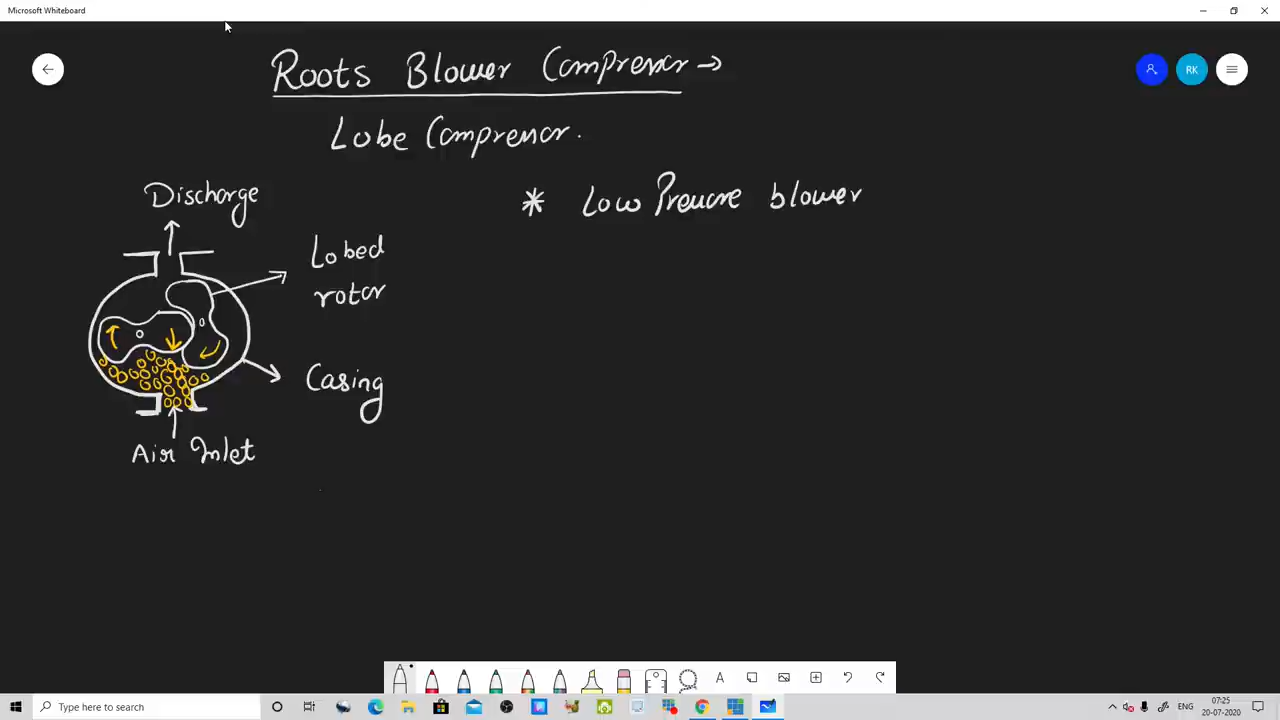 Microsoft Whiteboard
Roots Blower Compressor →
RK
Lobe Compressor.
* Low Pressure blower
Discharge
Lobed
rotor
Casing
Air Inlet
A
Type here to search
ENG
07:25
20-07-2020